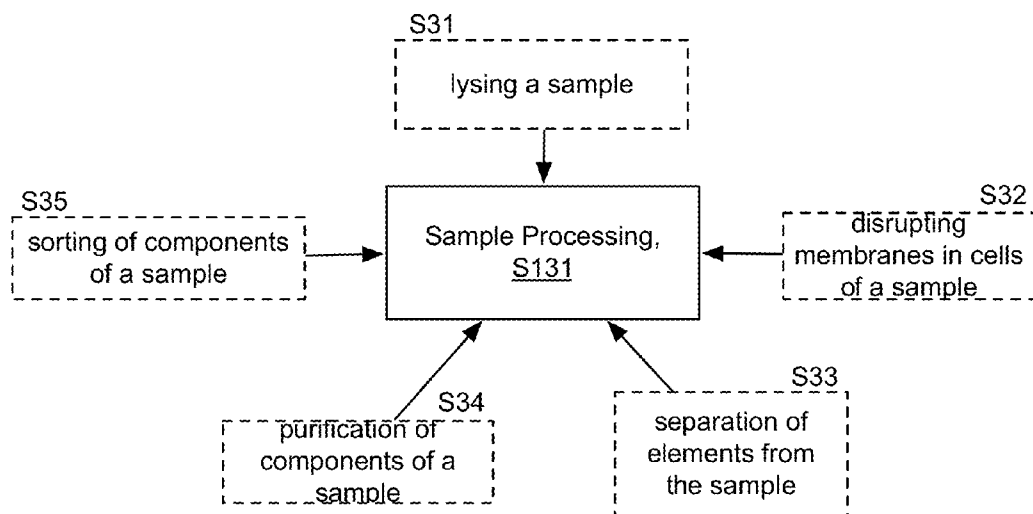 S31
lysing a sample
S35
sorting of components
of a sample
Sample Processing,
S131
S32
disrupting
membranes in cells
of a sample
S34
purification of
components of a
sample
S33
separation of
elements from
the sample